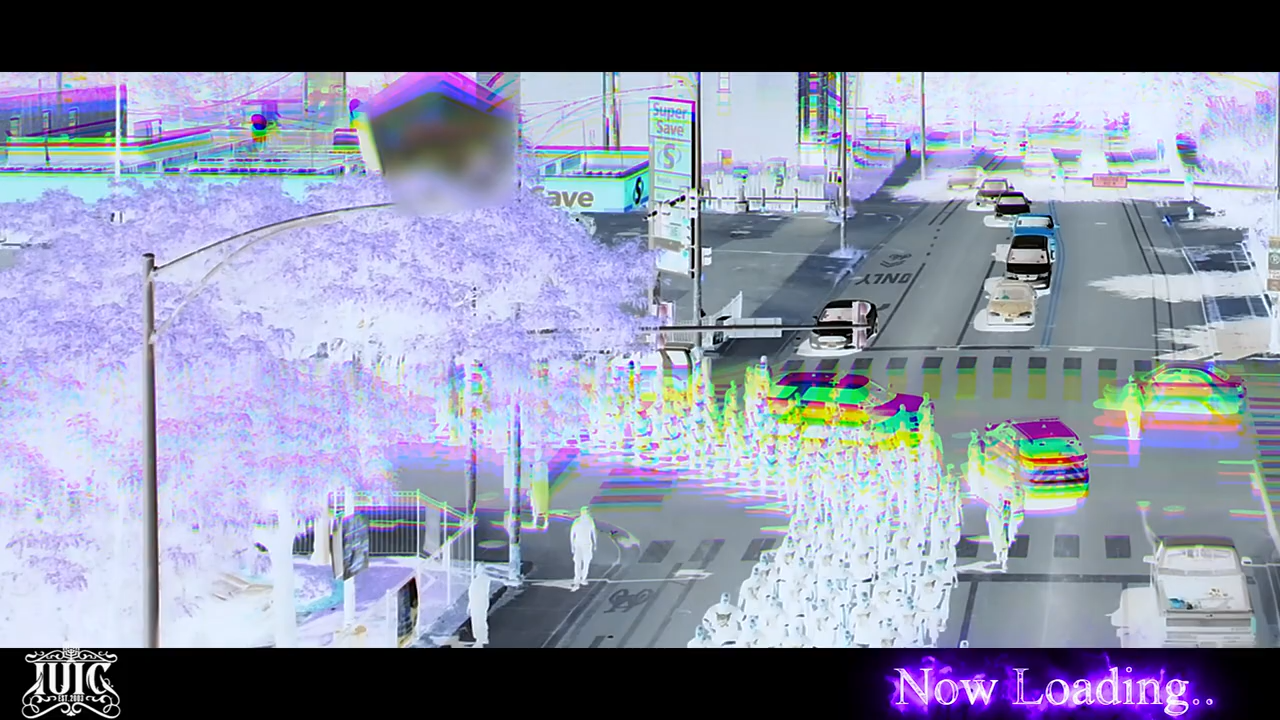 Super
Save
Save
ONLY
IUIC
EST. 2003
Now Loading..